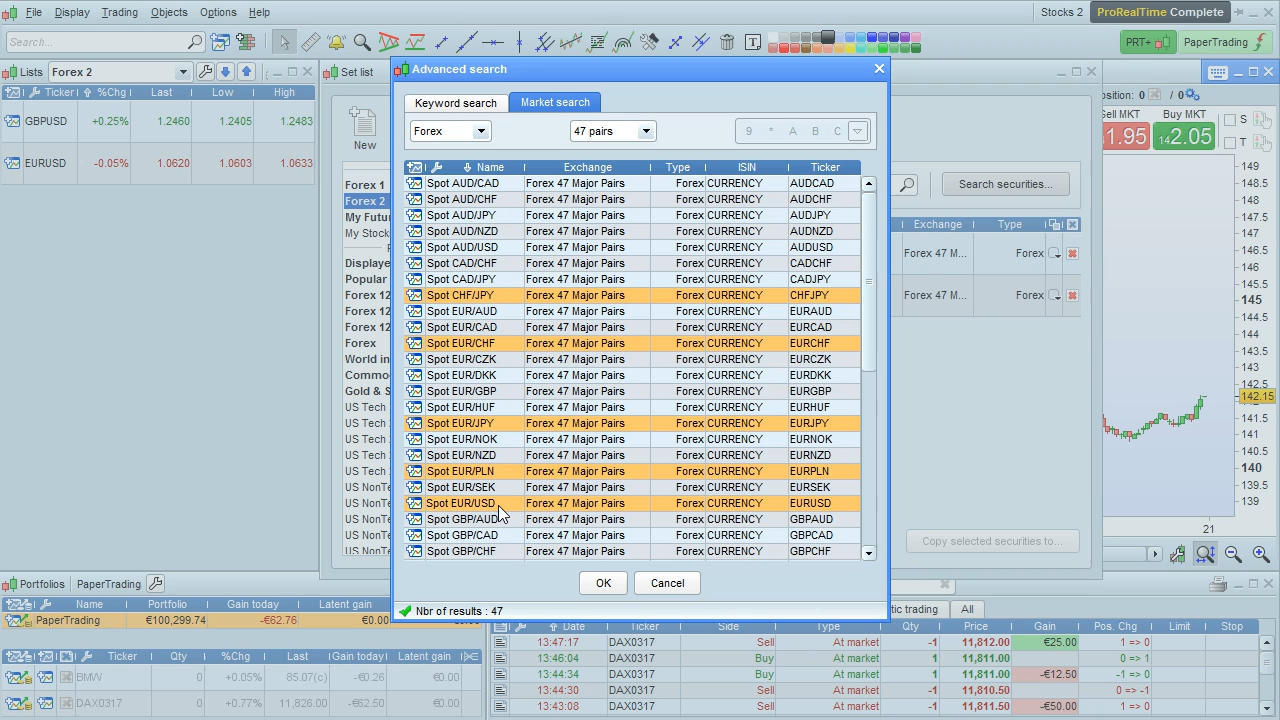 File Display Trading Objects Options Help
Stocks 2 ProRealTime Complete
Search...
PRT+ PaperTrading
Lists Forex 2
Ticker %Chg Last Low High
GBPUSD +0.25% 1.2460 1.2405 1.2483
EURUSD -0.05% 1.0620 1.0603 1.0633
Set list
New
Forex 1
Forex 2
My Futu
My Stock
Displaye
Popular
Forex 12
Forex 12
Forex 12
Forex
World in
Commo
Gold & S
US Tech
US Tech
US Tech
US Tech
US NonTe
US NonTe
US NonTe
US NonTe
Advanced search
Keyword search Market search
Forex 47 pairs 9 * A B C
Name Exchange Type ISIN Ticker
Spot AUD/CAD Forex 47 Major Pairs Forex CURRENCY AUDCAD
Spot AUD/CHF Forex 47 Major Pairs Forex CURRENCY AUDCHF
Spot AUD/JPY Forex 47 Major Pairs Forex CURRENCY AUDJPY
Spot AUD/NZD Forex 47 Major Pairs Forex CURRENCY AUDNZD
Spot AUD/USD Forex 47 Major Pairs Forex CURRENCY AUDUSD
Spot CAD/CHF Forex 47 Major Pairs Forex CURRENCY CADCHF
Spot CAD/JPY Forex 47 Major Pairs Forex CURRENCY CADJPY
Spot CHF/JPY Forex 47 Major Pairs Forex CURRENCY CHFJPY
Spot EUR/AUD Forex 47 Major Pairs Forex CURRENCY EURAUD
Spot EUR/CAD Forex 47 Major Pairs Forex CURRENCY EURCAD
Spot EUR/CHF Forex 47 Major Pairs Forex CURRENCY EURCHF
Spot EUR/CZK Forex 47 Major Pairs Forex CURRENCY EURCZK
Spot EUR/DKK Forex 47 Major Pairs Forex CURRENCY EURDKK
Spot EUR/GBP Forex 47 Major Pairs Forex CURRENCY EURGBP
Spot EUR/HUF Forex 47 Major Pairs Forex CURRENCY EURHUF
Spot EUR/JPY Forex 47 Major Pairs Forex CURRENCY EURJPY
Spot EUR/NOK Forex 47 Major Pairs Forex CURRENCY EURNOK
Spot EUR/NZD Forex 47 Major Pairs Forex CURRENCY EURNZD
Spot EUR/PLN Forex 47 Major Pairs Forex CURRENCY EURPLN
Spot EUR/SEK Forex 47 Major Pairs Forex CURRENCY EURSEK
Spot EUR/USD Forex 47 Major Pairs Forex CURRENCY EURUSD
Spot GBP/AUD Forex 47 Major Pairs Forex CURRENCY GBPAUD
Spot GBP/CAD Forex 47 Major Pairs Forex CURRENCY GBPCAD
Spot GBP/CHF Forex 47 Major Pairs Forex CURRENCY GBPCHF
OK Cancel
Nbr of results : 47
Search securities...
Exchange Type
Forex 47 M... Forex
Forex 47 M... Forex
Copy selected securities to...
osition: 0 / 0
ell MKT Buy MKT
1.95 142.05
S
T
149
148.5
148
147.5
147
146.5
146
145.5
145
144.5
144
143.5
143
142.5
142.15
141.5
141
140.5
140
139.5
139
21
Portfolios PaperTrading
Name Portfolio Gain today Latent gain
PaperTrading €100,299.74 -€62.76 €0.00
Ticker Qty %Chg Last Gain today Latent gain
BMW 0 +0.05% 85.07(c) -€0.26 €0.00
DAX0317 0 +0.77% 11,826.00 -€62.50 €0.00
tic trading All
Date Ticker Side Type Qty Price Gain Pos. Chg Limit Stop
13:47:17 DAX0317 Sell At market -1 11,812.00 €25.00 1 => 0
13:46:04 DAX0317 Buy At market 1 11,811.00 0 => 1
13:44:34 DAX0317 Buy At market 1 11,811.00 -€12.50 -1 => 0
13:44:30 DAX0317 Sell At market -1 11,810.50 0 => -1
13:43:08 DAX0317 Sell At market -1 11,811.50 -€50.00 1 => 0